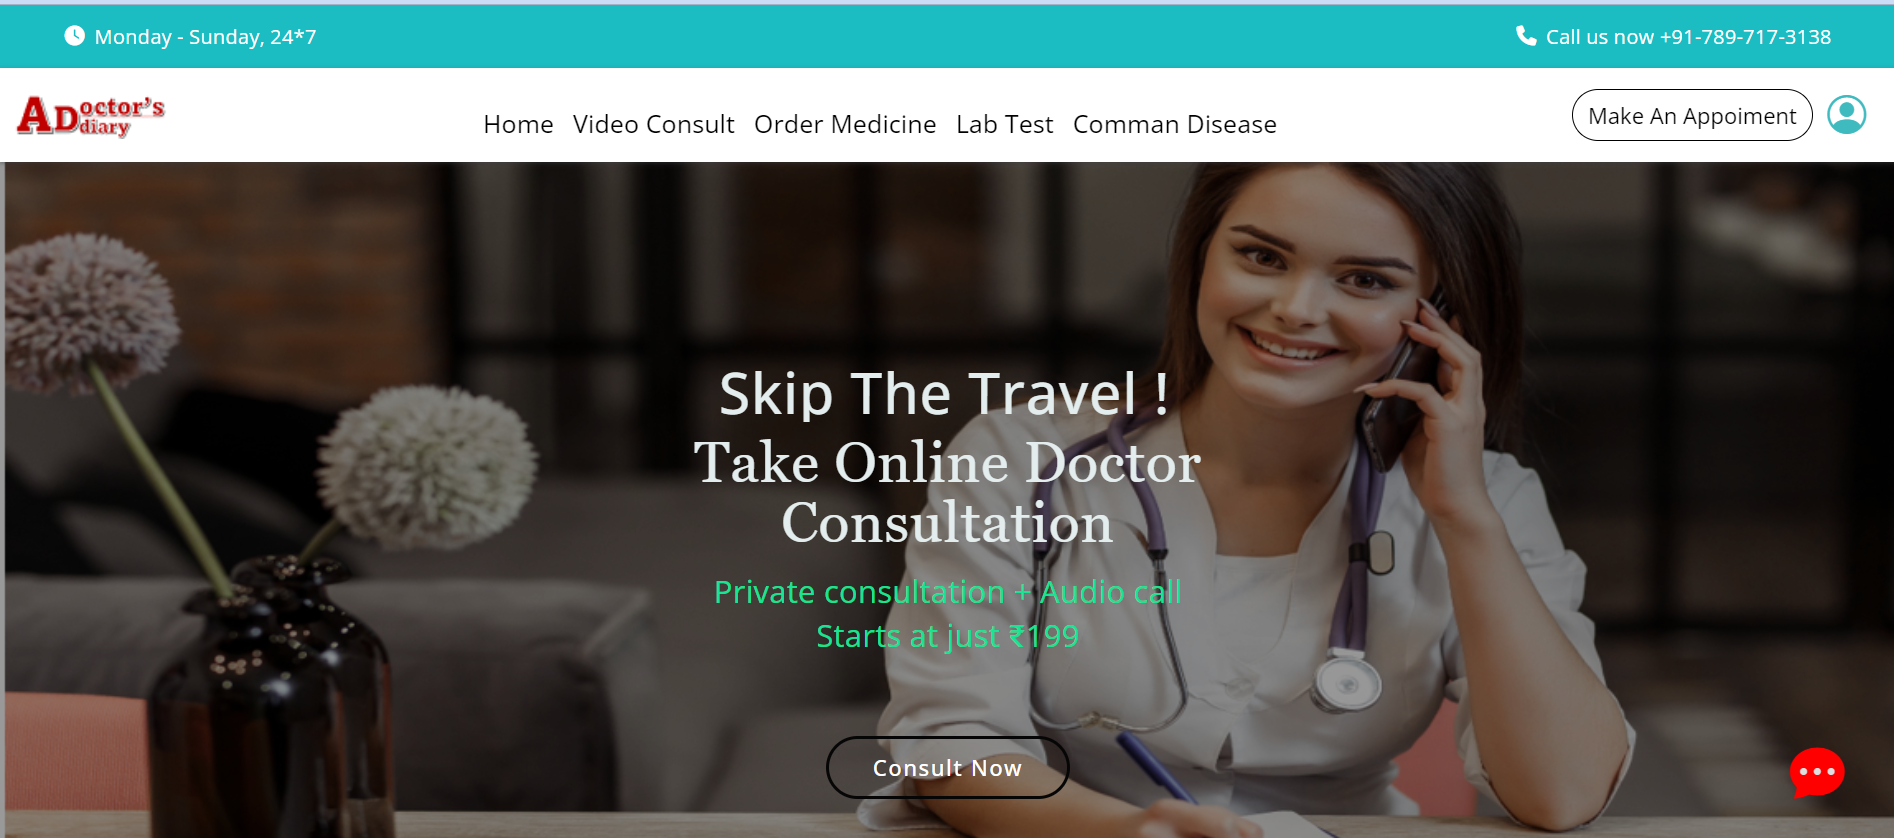 Monday - Sunday, 24*7
Call us now +91-789-717-3138
A Doctor's
diary
Home Video Consult Order Medicine Lab Test Comman Disease
Make An Appoiment
Skip The Travel !
Take Online Doctor
Consultation
Private consultation + Audio call
Starts at just ₹199
Consult Now